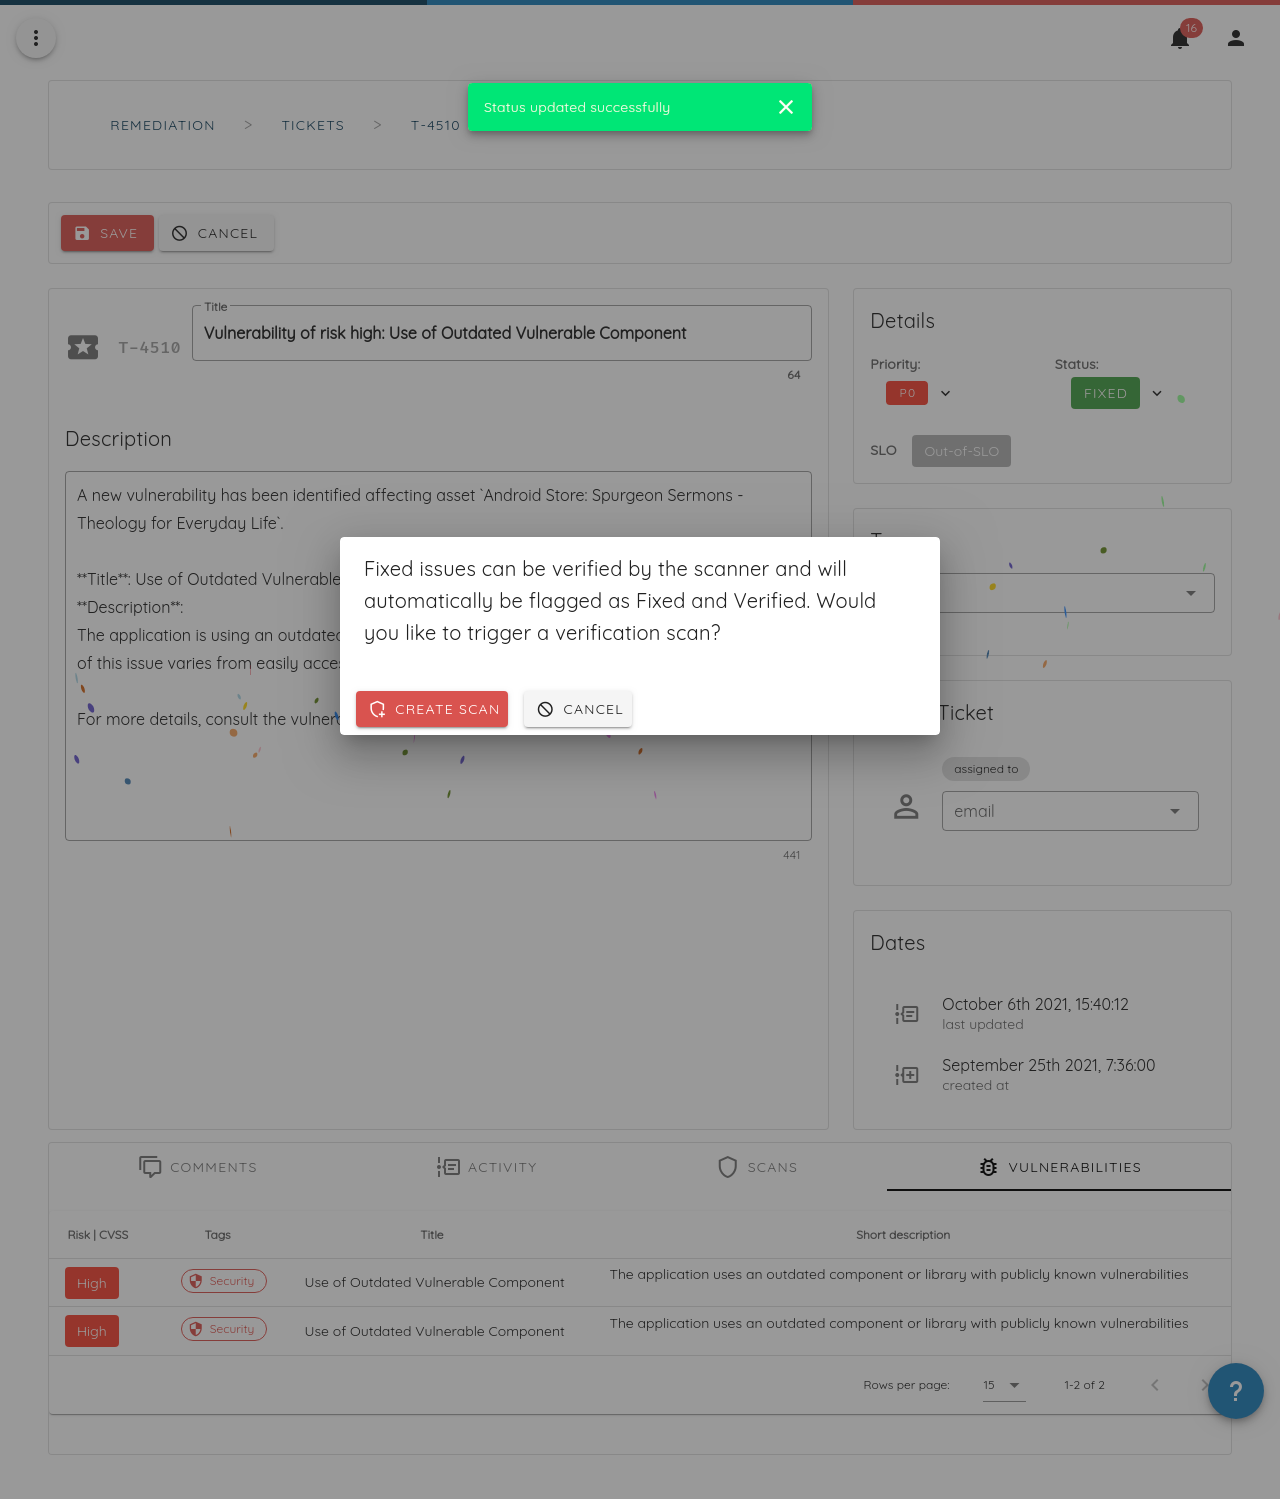 16
Status updated successfully
REMEDIATION > TICKETS > T-4510
SAVE
CANCEL
Title
T-4510
Vulnerability of risk high: Use of Outdated Vulnerable Component
64
Description
A new vulnerability has been identified affecting asset `Android Store: Spurgeon Sermons -
Theology for Everyday Life`.
**Title**: Use of Outdated Vulnerable
**Description**:
The application is using an outdated
of this issue varies from easily
For more details, consult the
441
Details
Priority:
Status:
P0
FIXED
SLO
Out-of-SLO
Fixed issues can be verified by the scanner and will
automatically be flagged as Fixed and Verified. Would
you like to trigger a verification scan?
CREATE SCAN
CANCEL
Ticket
assigned to
email
Dates
October 6th 2021, 15:40:12
last updated
September 25th 2021, 7:36:00
created at
COMMENTS
ACTIVITY
SCANS
VULNERABILITIES
Risk | CVSS
Tags
Title
Short description
High
Security
Use of Outdated Vulnerable Component
The application uses an outdated component or library with publicly known vulnerabilities
High
Security
Use of Outdated Vulnerable Component
The application uses an outdated component or library with publicly known vulnerabilities
Rows per page:
15
1-2 of 2
?